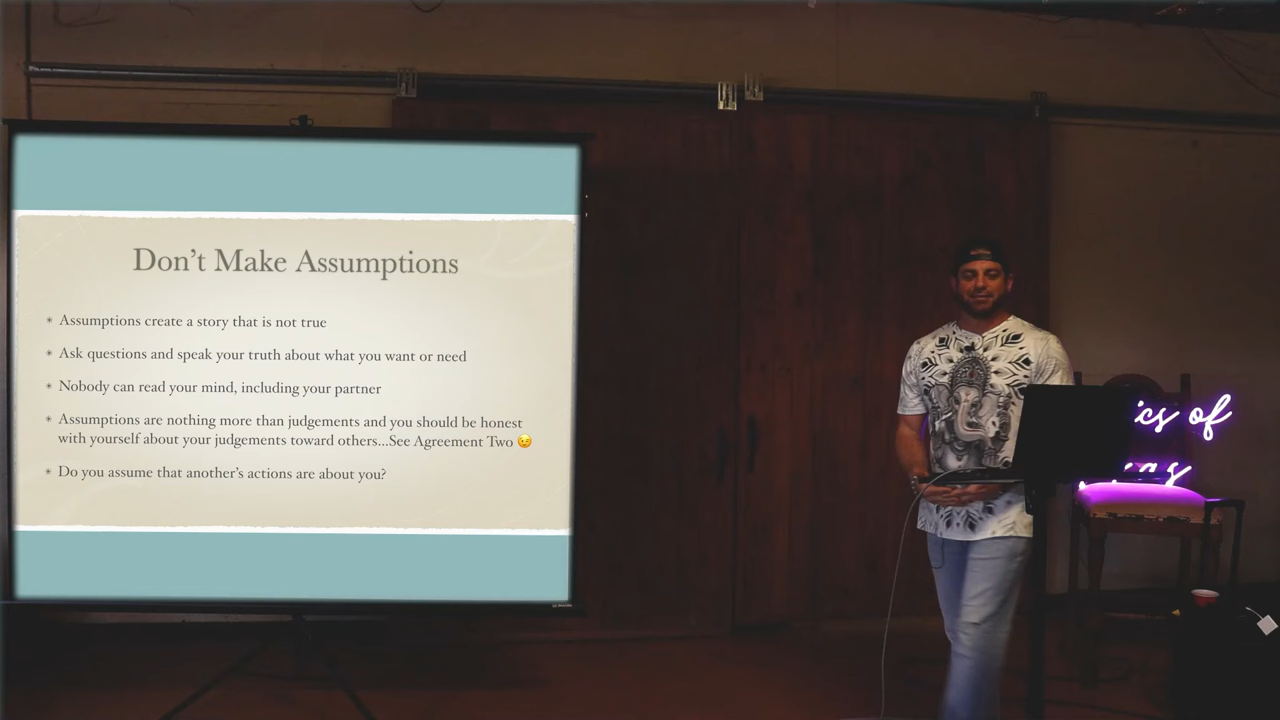 Don't Make Assumptions
* Assumptions create a story that is not true
* Ask questions and speak your truth about what you want or need
* Nobody can read your mind, including your partner
* Assumptions are nothing more than judgements and you should be honest
with yourself about your judgements toward others...See Agreement Two 😉
* Do you assume that another's actions are about you?
ics of